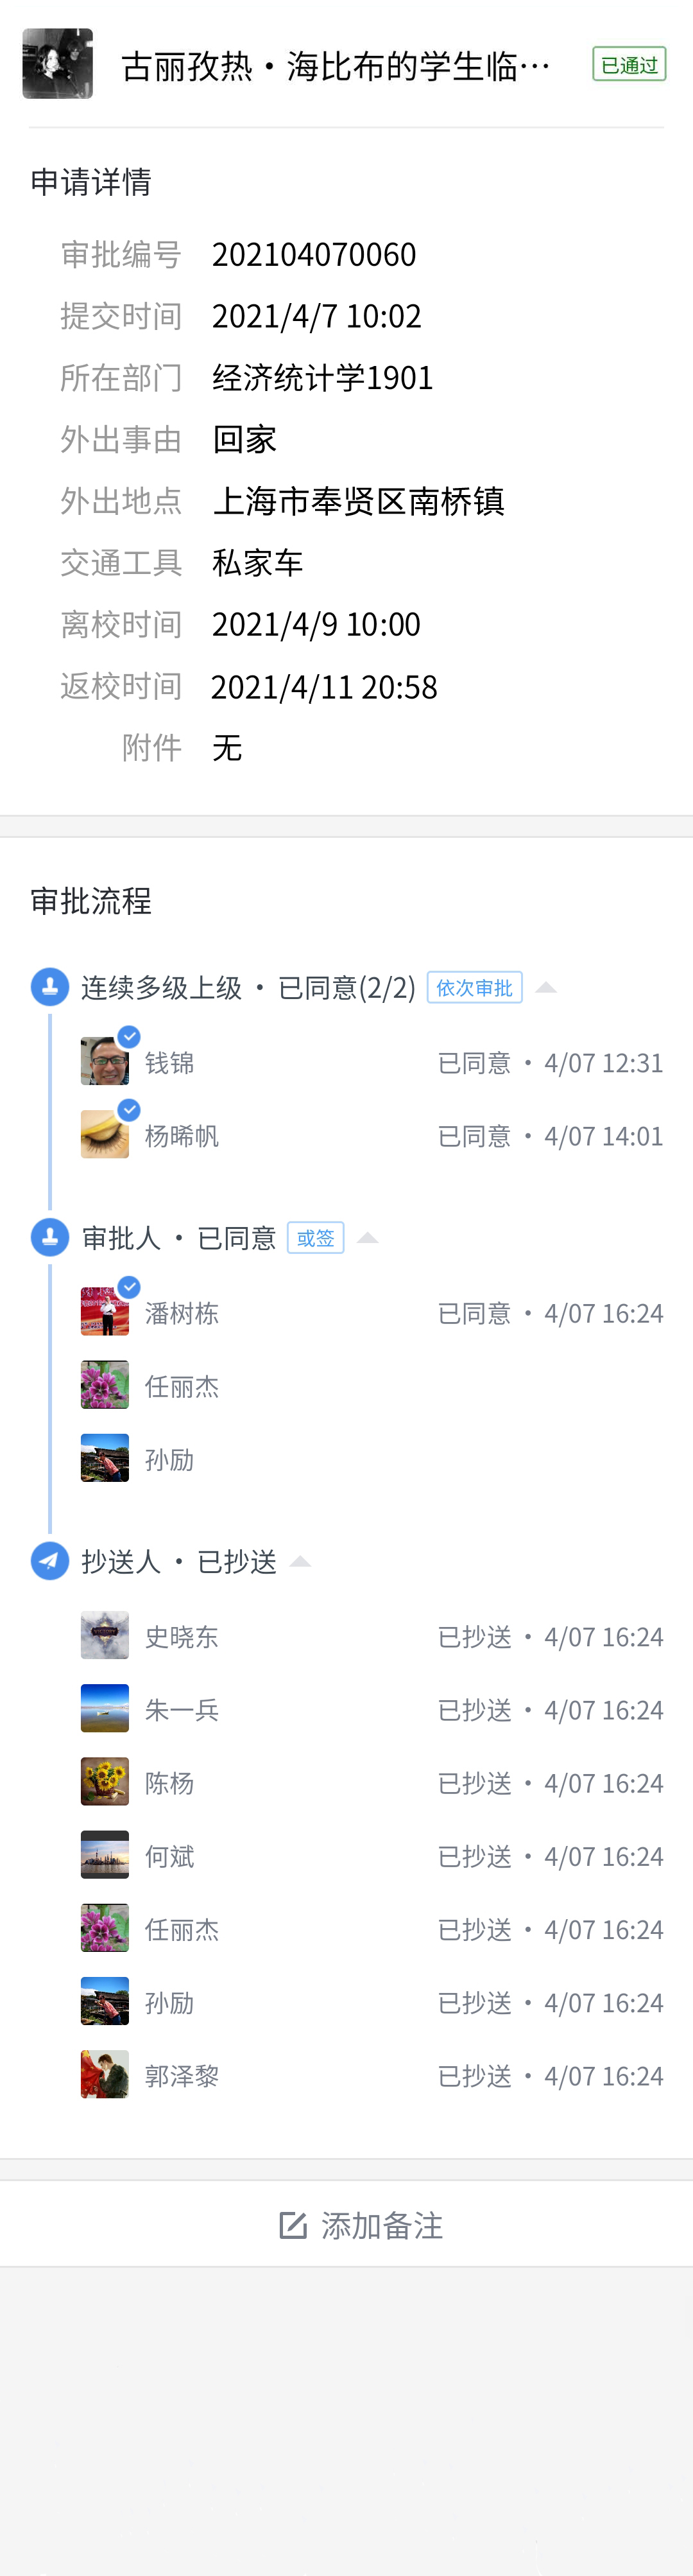 古丽孜热·海比布的学生临…
已通过
申请详情
审批编号 202104070060
提交时间 2021/4/7 10:02
所在部门 经济统计学1901
外出事由 回家
外出地点 上海市奉贤区南桥镇
交通工具 私家车
离校时间 2021/4/9 10:00
返校时间 2021/4/11 20:58
附件 无
审批流程
连续多级上级·已同意(2/2) 依次审批
钱锦 已同意·4/07 12:31
杨晞帆 已同意·4/07 14:01
审批人·已同意 或签
潘树栋 已同意·4/07 16:24
任丽杰
孙励
抄送人·已抄送
史晓东 已抄送·4/07 16:24
朱一兵 已抄送·4/07 16:24
陈杨 已抄送·4/07 16:24
何斌 已抄送·4/07 16:24
任丽杰 已抄送·4/07 16:24
孙励 已抄送·4/07 16:24
郭泽黎 已抄送·4/07 16:24
添加备注